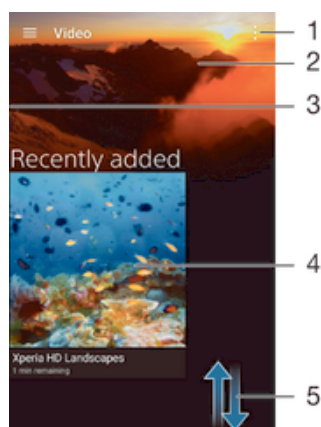 Video
1
2
3
Recently added
4
Xperia HD Landscapes
1 min remaining
5